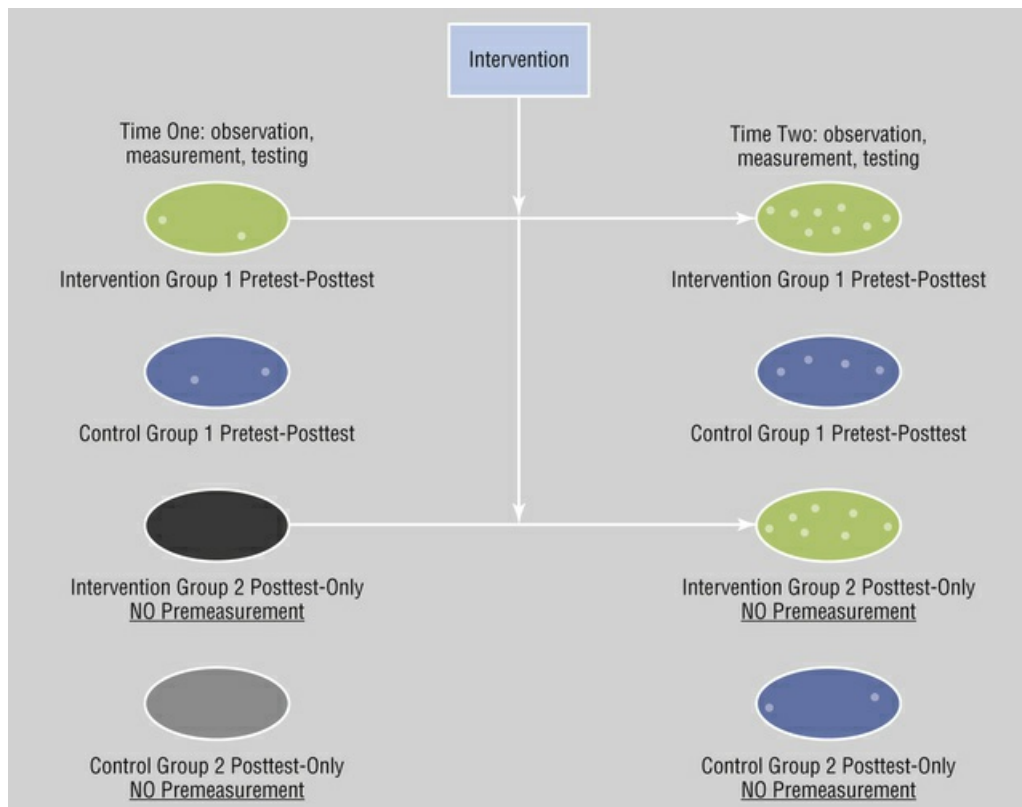 Intervention
Time One: observation,
measurement, testing
Time Two: observation,
measurement, testing
Intervention Group 1 Pretest-Posttest
Intervention Group 1 Pretest-Posttest
Control Group 1 Pretest-Posttest
Control Group 1 Pretest-Posttest
Intervention Group 2 Posttest-Only
NO Premeasurement
Intervention Group 2 Posttest-Only
NO Premeasurement
Control Group 2 Posttest-Only
NO Premeasurement
Control Group 2 Posttest-Only
NO Premeasurement